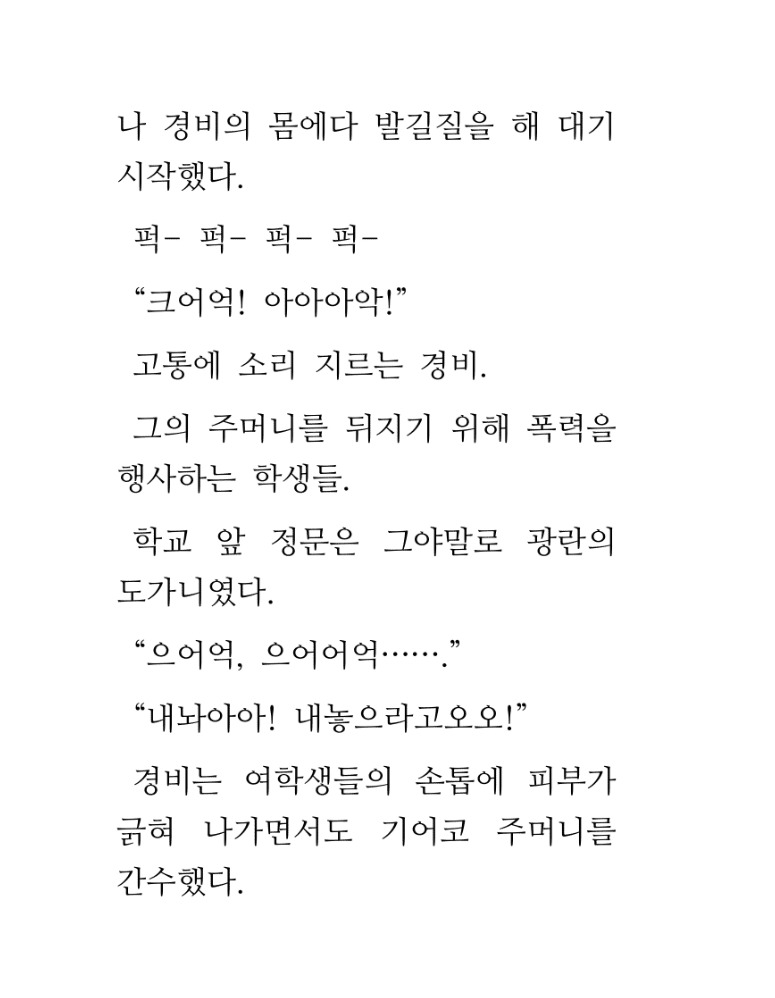 나 경비의 몸에다 발길질을 해 대기
시작했다.
퍽- 퍽- 퍽- 퍽-
“크어억! 아아아악!”
고통에 소리 지르는 경비.
그의 주머니를 뒤지기 위해 폭력을
행사하는 학생들.
학교 앞 정문은 그야말로 광란의
도가니였다.
“으어억, 으어어억…….”
“내놔아아! 내놓으라고오오!”
경비는 여학생들의 손톱에 피부가
긁혀 나가면서도 기어코 주머니를
간수했다.